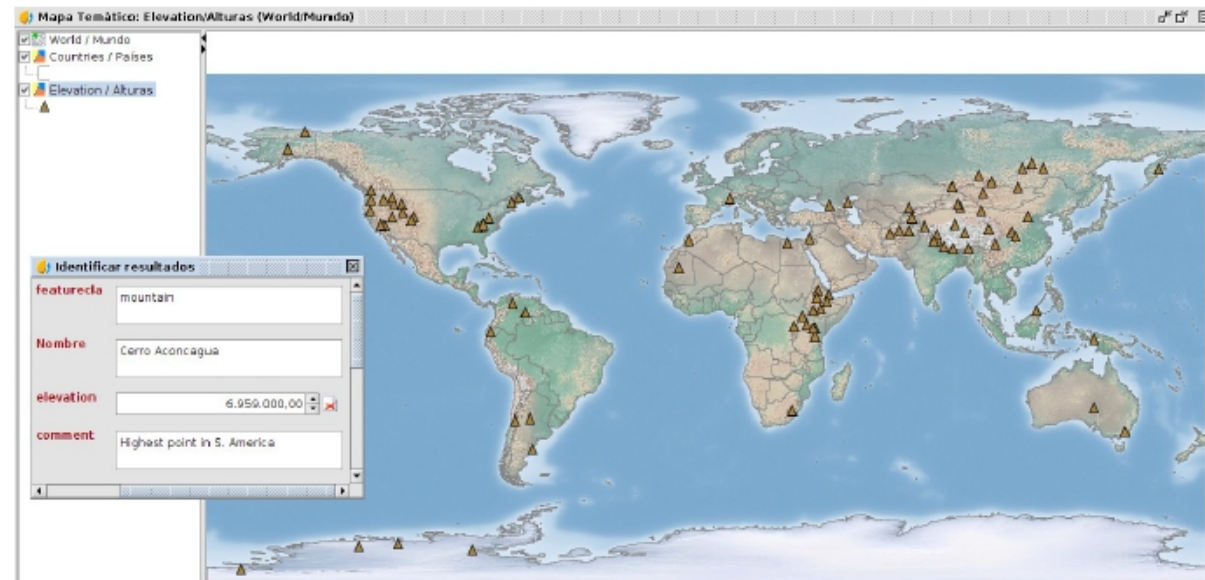 Mapa Temático: Elevation/Alturas (World/Mundo)
World / Mundo
Countries / Países
Elevation / Alturas
Identificar resultados
featurecla
mountain
Nombre
Cerro Aconcagua
elevation
6.959.000,00
comment
Highest point in S. America